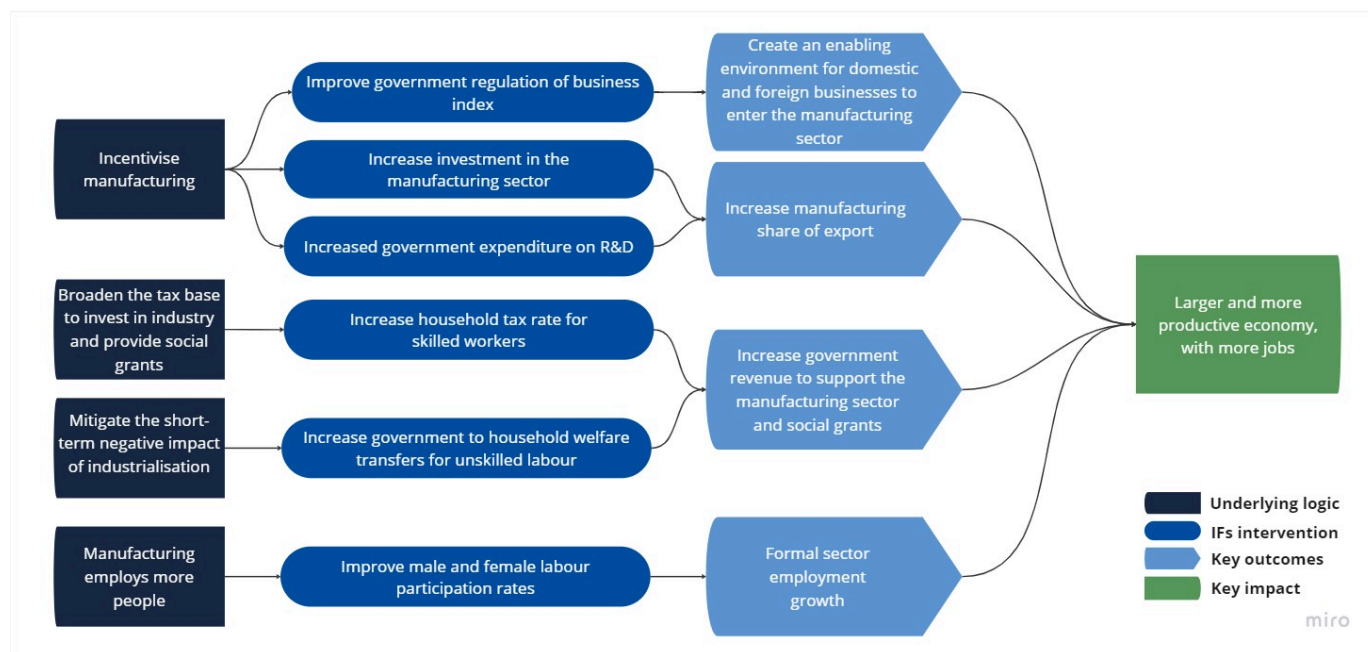 Incentivise
manufacturing
Improve government regulation of business
index
Create an enabling
environment for domestic
and foreign businesses to
enter the manufacturing
sector
Increase investment in the
manufacturing sector
Increased government expenditure on R&D
Increase manufacturing
share of export
Broaden the tax base
to invest in industry
and provide social
grants
Increase household tax rate for
skilled workers
Mitigate the short-
term negative impact
of industrialisation
Increase government to household welfare
transfers for unskilled labour
Increase government
revenue to support the
manufacturing sector
and social grants
Manufacturing
employs more
people
Improve male and female labour
participation rates
Formal sector
employment
growth
Larger and more
productive economy,
with more jobs
Underlying logic
IFs intervention
Key outcomes
Key impact
miro